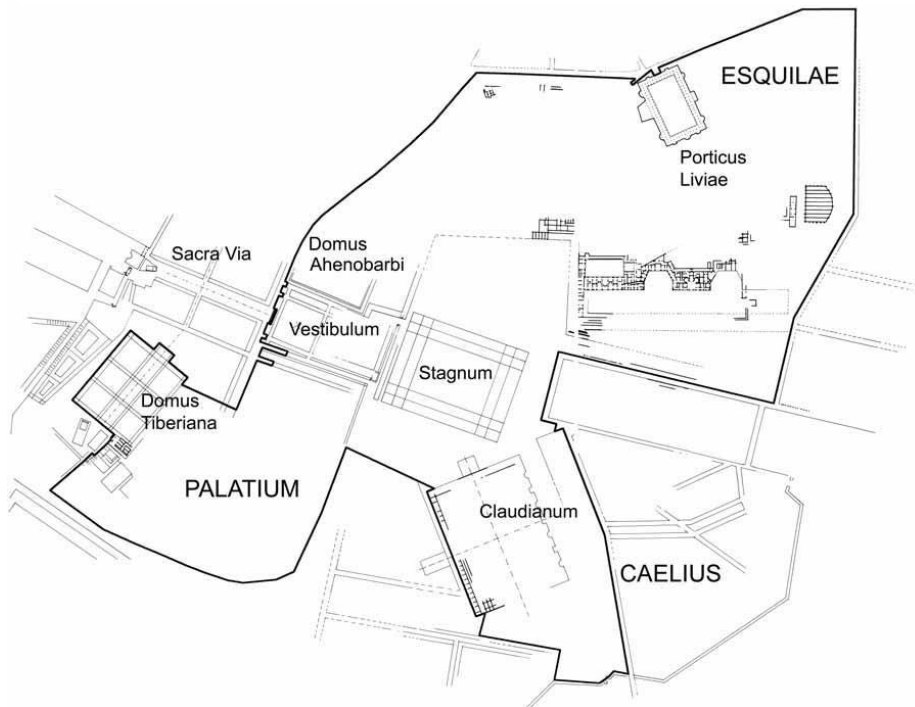 ESQUILAE
Porticus
Liviae
Sacra Via
Domus
Ahenobarbi
Vestibulum
Stagnum
Domus
Tiberiana
PALATIUM
Claudianum
CAELIUS